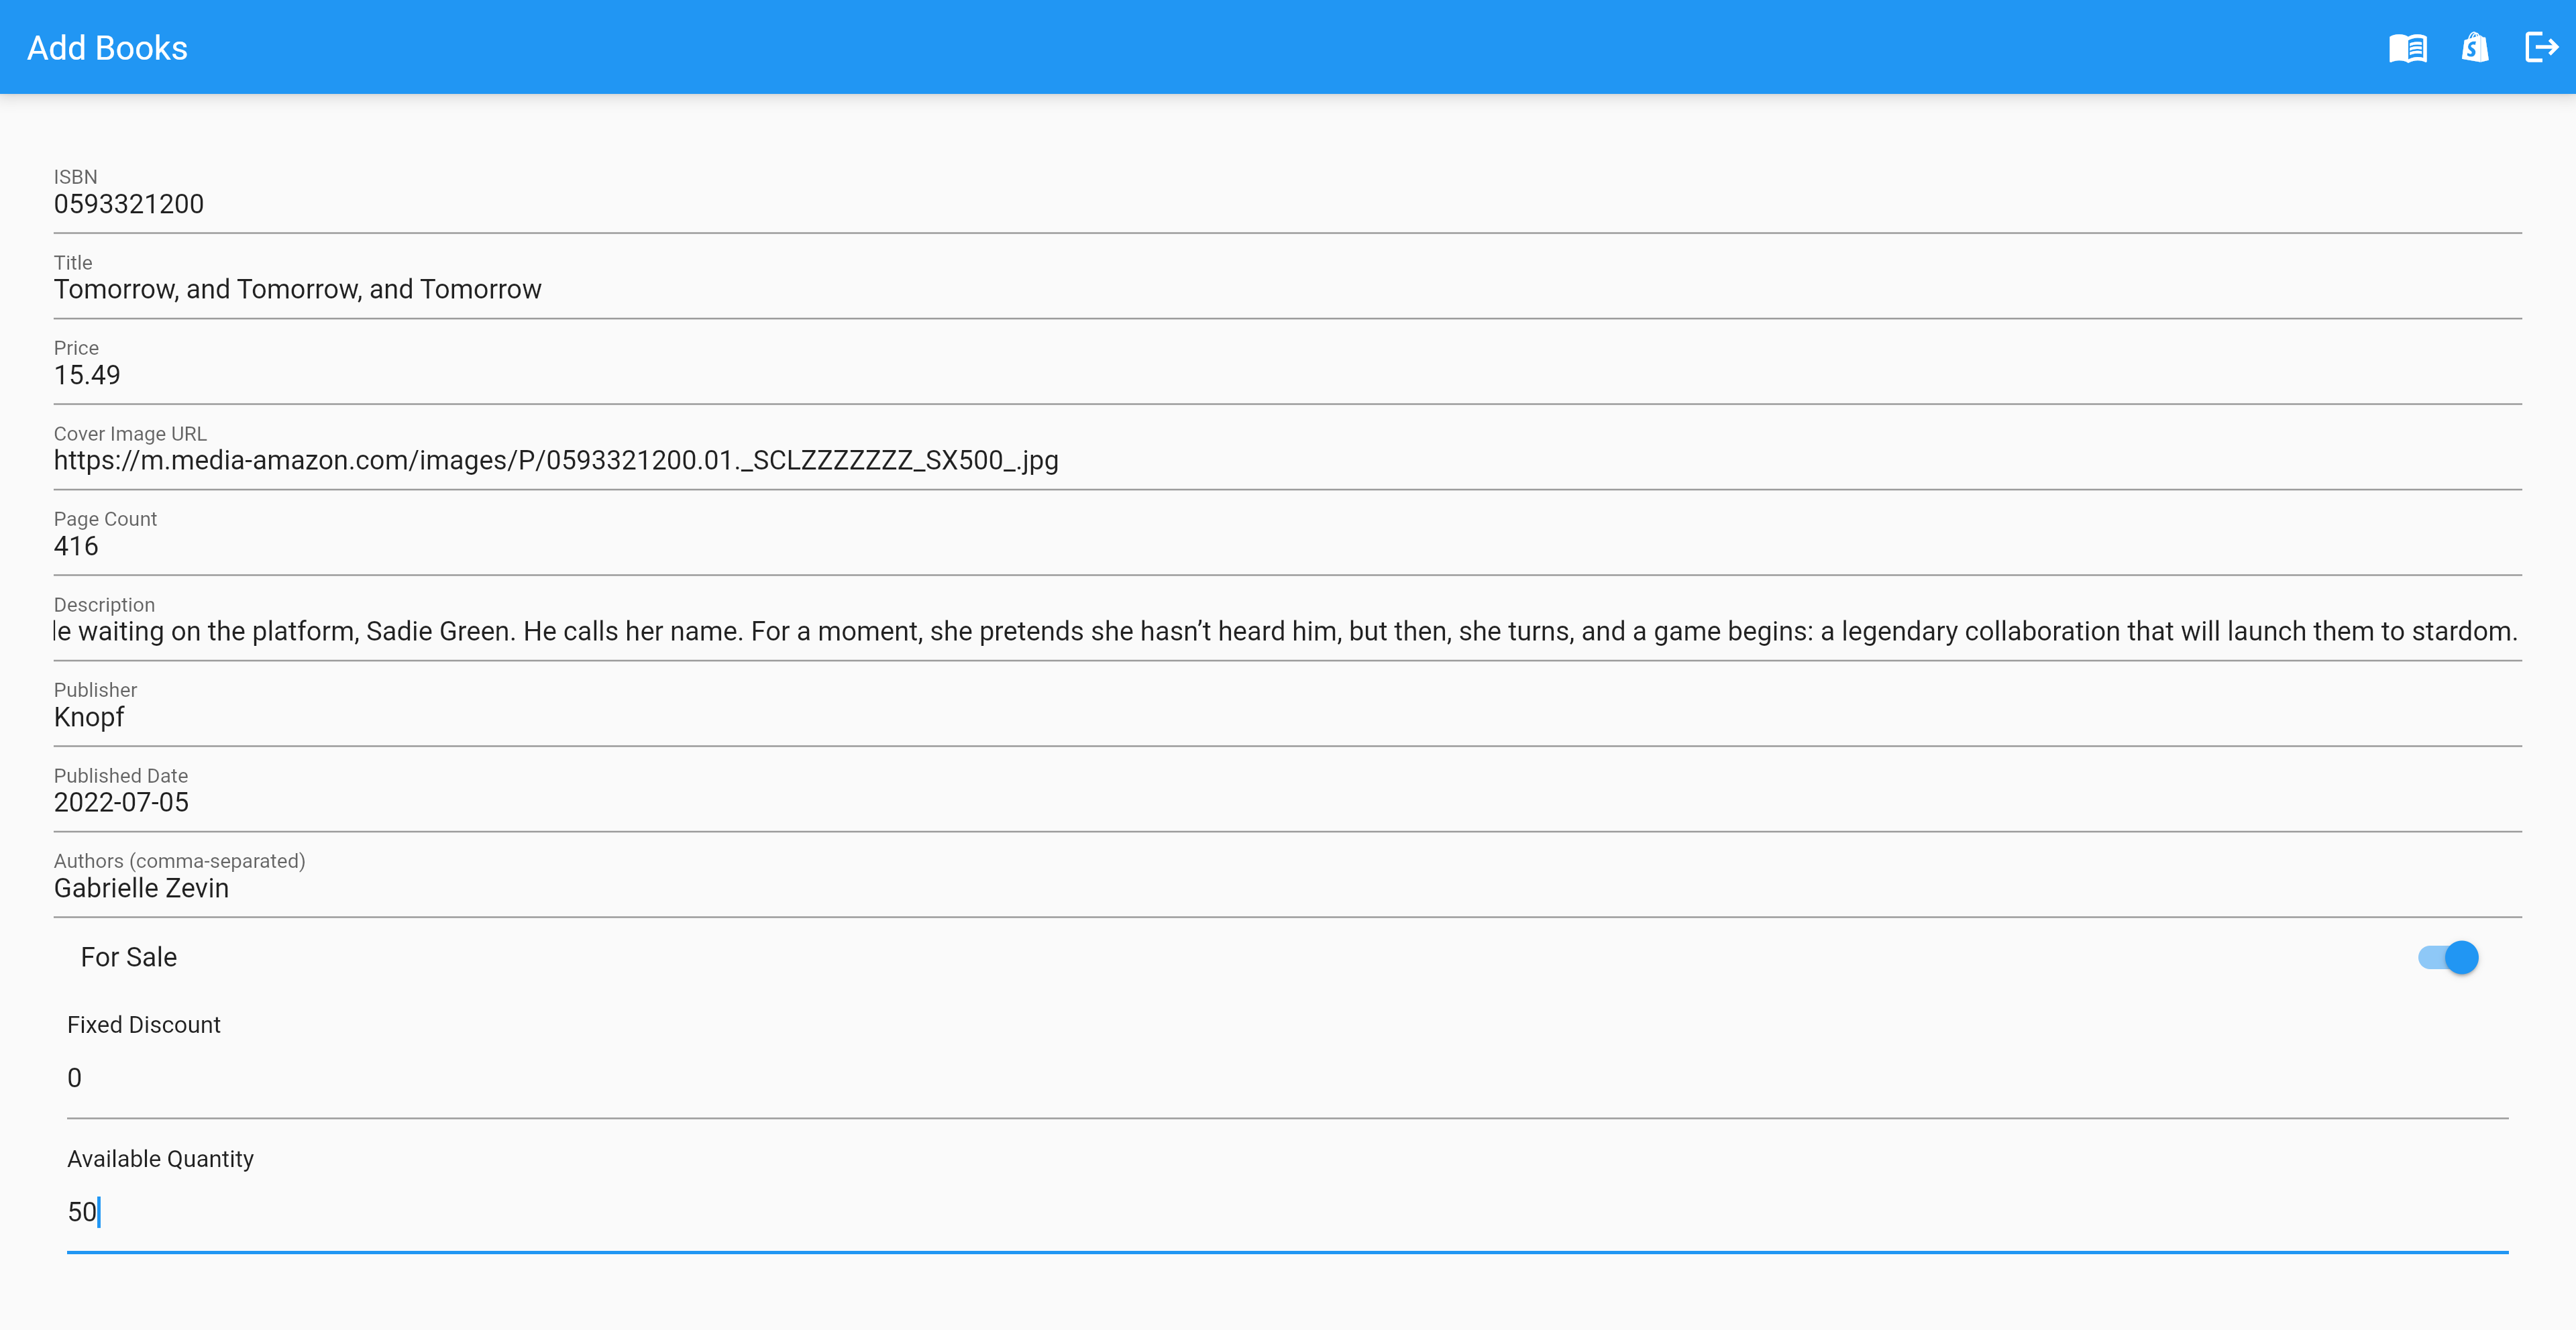 Add Books
ISBN
0593321200
Title
Tomorrow, and Tomorrow, and Tomorrow
Price
15.49
Cover Image URL
https://m.media-amazon.com/images/P/0593321200.01._SCLZZZZZZZ_SX500_.jpg
Page Count
416
Description
le waiting on the platform, Sadie Green. He calls her name. For a moment, she pretends she hasn’t heard him, but then, she turns, and a game begins: a legendary collaboration that will launch them to stardom.
Publisher
Knopf
Published Date
2022-07-05
Authors (comma-separated)
Gabrielle Zevin
For Sale
Fixed Discount
0
Available Quantity
50